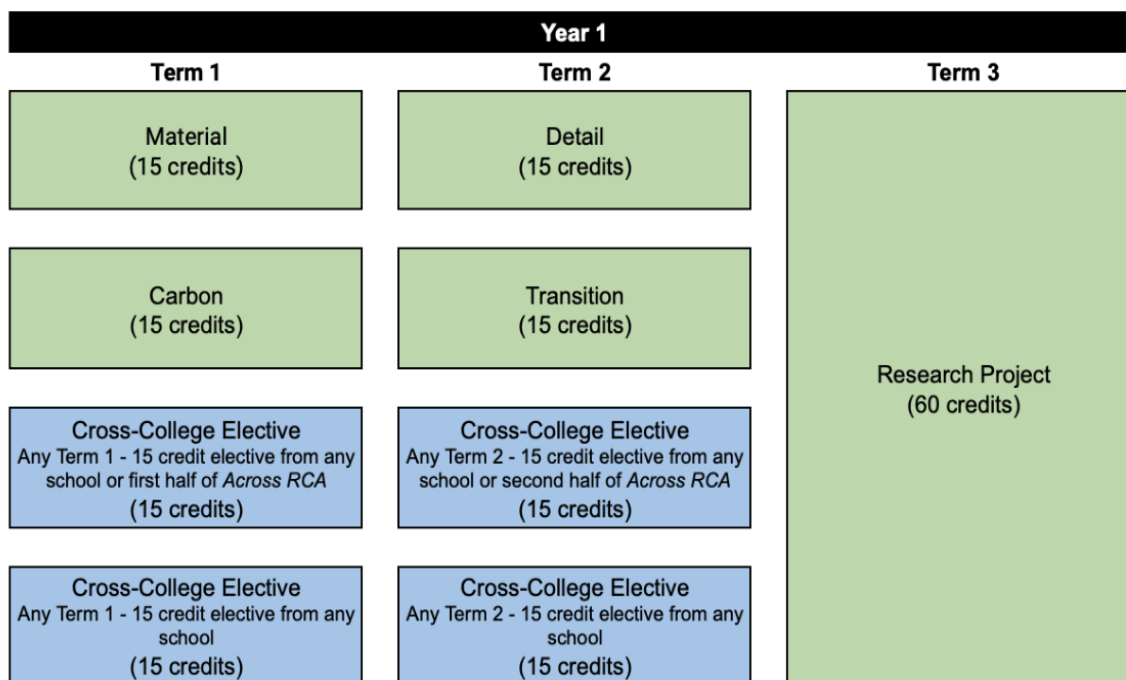 Year 1
Term 1
Term 2
Term 3
Material
(15 credits)
Detail
(15 credits)
Carbon
(15 credits)
Transition
(15 credits)
Research Project
(60 credits)
Cross-College Elective
Any Term 1 - 15 credit elective from any
school or first half of Across RCA
(15 credits)
Cross-College Elective
Any Term 2 - 15 credit elective from any
school or second half of Across RCA
(15 credits)
Cross-College Elective
Any Term 1 - 15 credit elective from any
school
(15 credits)
Cross-College Elective
Any Term 2 - 15 credit elective from any
school
(15 credits)